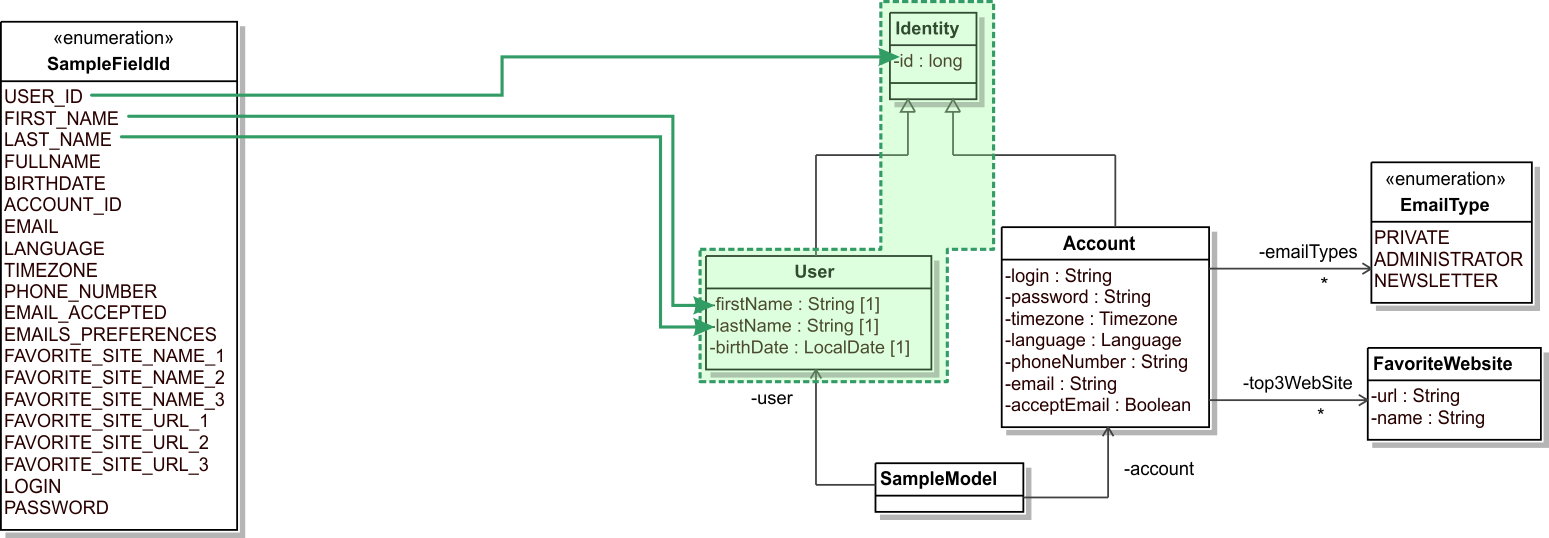 «enumeration»
SampleFieldId
USER_ID
FIRST_NAME
LAST_NAME
FULLNAME
BIRTHDATE
ACCOUNT_ID
EMAIL
LANGUAGE
TIMEZONE
PHONE_NUMBER
EMAIL_ACCEPTED
EMAILS_PREFERENCES
FAVORITE_SITE_NAME_1
FAVORITE_SITE_NAME_2
FAVORITE_SITE_NAME_3
FAVORITE_SITE_URL_1
FAVORITE_SITE_URL_2
FAVORITE_SITE_URL_3
LOGIN
PASSWORD
Identity
-id : long
User
-firstName : String [1]
-lastName : String [1]
-birthDate : LocalDate [1]
-user
SampleModel
-account
Account
-login : String
-password : String
-timezone : Timezone
-language : Language
-phoneNumber : String
-email : String
-acceptEmail : Boolean
-emailTypes
*
-top3WebSite
*
«enumeration»
EmailType
PRIVATE
ADMINISTRATOR
NEWSLETTER
FavoriteWebsite
-url : String
-name : String